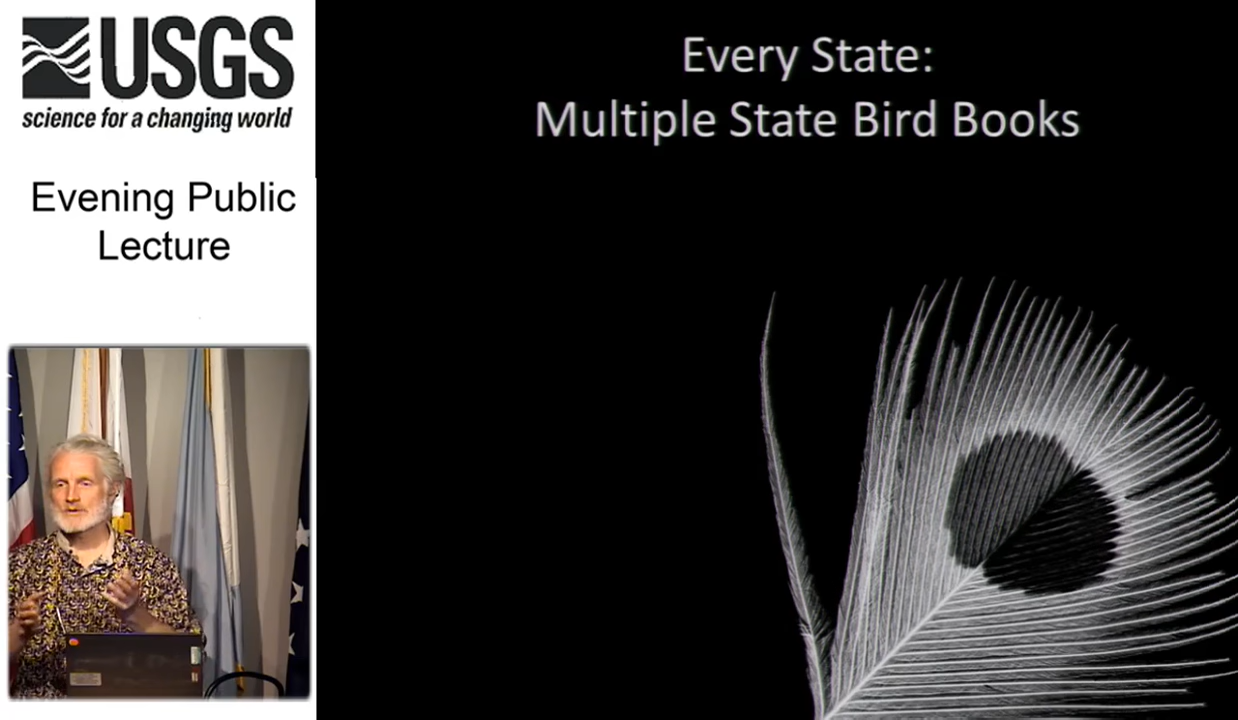 USGS
science for a changing world
Evening Public
Lecture
Every State:
Multiple State Bird Books